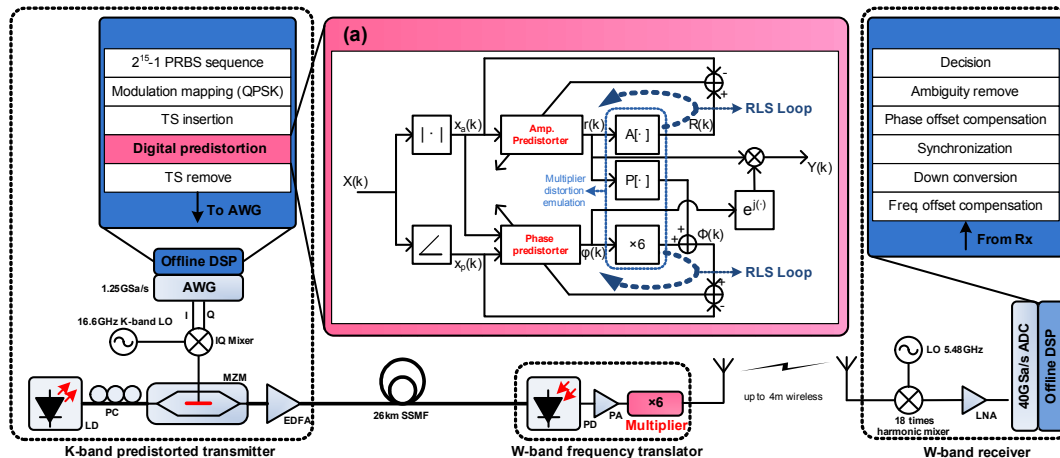 2¹⁵-1 PRBS sequence
Modulation mapping (QPSK)
TS insertion
Digital predistortion
TS remove
To AWG
Offline DSP
AWG
1.25GSa/s
I
Q
16.6GHz K-band LO
IQ Mixer
MZM
LD
PC
EDFA
K-band predistorted transmitter
(a)
X(k)
| · |
xₐ(k)
Amp.
Predistorter
r(k)
A[· ]
R(k)
-
+
RLS Loop
P[· ]
Multiplier
distortion
emulation
Y(k)
e^j(·)
∠
xₚ(k)
Phase
predistorter
φ(k)
×6
+
+
Φ(k)
RLS Loop
+
-
26km SSMF
PD
PA
×6
Multiplier
W-band frequency translator
up to 4m wireless
Decision
Ambiguity remove
Phase offset compensation
Synchronization
Down conversion
Freq. offset compensation
From Rx
LO 5.48GHz
18 times
harmonic mixer
LNA
40GSa/s ADC
Offline DSP
W-band receiver